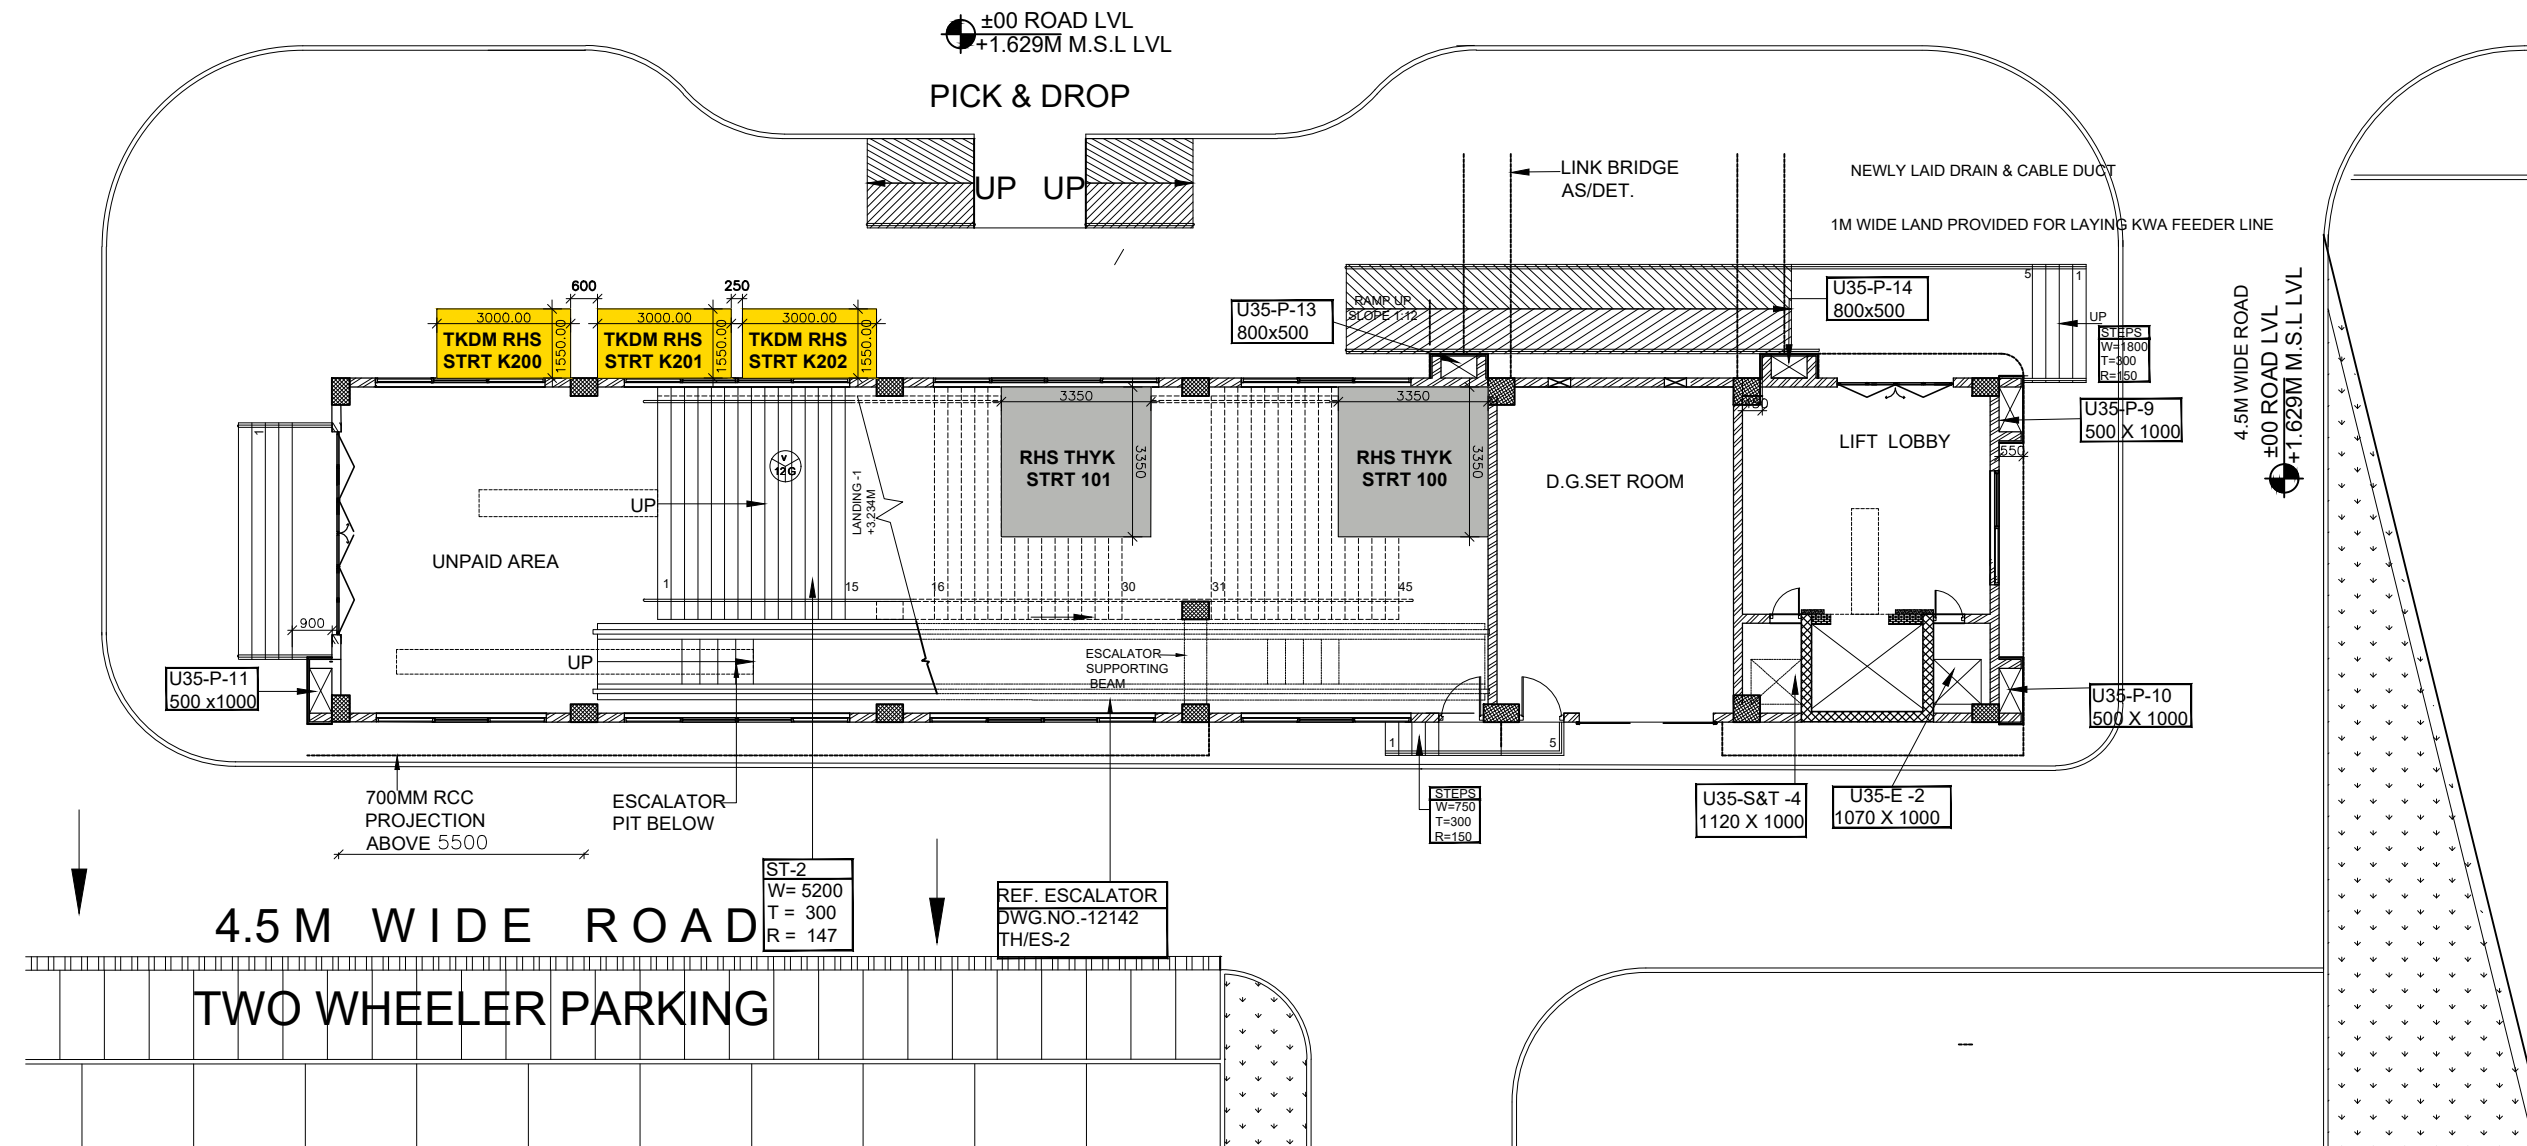 ±00 ROAD LVL
+1.629M M.S.L LVL
PICK & DROP
UP UP
LINK BRIDGE
AS/DET.
NEWLY LAID DRAIN & CABLE DUCT
1M WIDE LAND PROVIDED FOR LAYING KWA FEEDER LINE
600
250
3000.00
1550.00
TKDM RHS
STRT K200
3000.00
1550.00
TKDM RHS
STRT K201
3000.00
1550.00
TKDM RHS
STRT K202
U35-P-13
800x500
RAMP UP
SLOPE 1:12
U35-P-14
800x500
5
1
UP
STEPS
W=1800
T=300
R=150
4.5M WIDE ROAD
±00 ROAD LVL
+1.629M M.S.L LVL
U35-P-9
500 X 1000
550
1
900
UNPAID AREA
UP
V
12G
LANDING -1
+3.234M
3350
3350
RHS THYK
STRT 101
3350
3350
RHS THYK
STRT 100
D.G.SET ROOM
LIFT LOBBY
1
15
16
30
31
45
UP
ESCALATOR
SUPPORTING
BEAM
U35-P-11
500 x1000
U35-P-10
500 X 1000
1
5
700MM RCC
PROJECTION
ABOVE 5500
ESCALATOR
PIT BELOW
STEPS
W=750
T=300
R=150
U35-S&T -4
1120 X 1000
U35-E -2
1070 X 1000
ST-2
W= 5200
T = 300
R = 147
REF. ESCALATOR
DWG.NO.-12142
TH/ES-2
4.5 M WIDE ROAD
TWO WHEELER PARKING